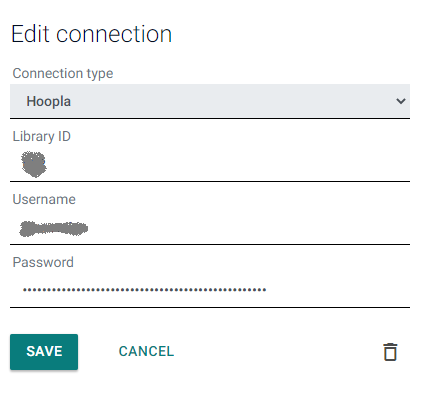 Edit connection
Connection type
Hoopla
Library ID
Username
Password
SAVE CANCEL